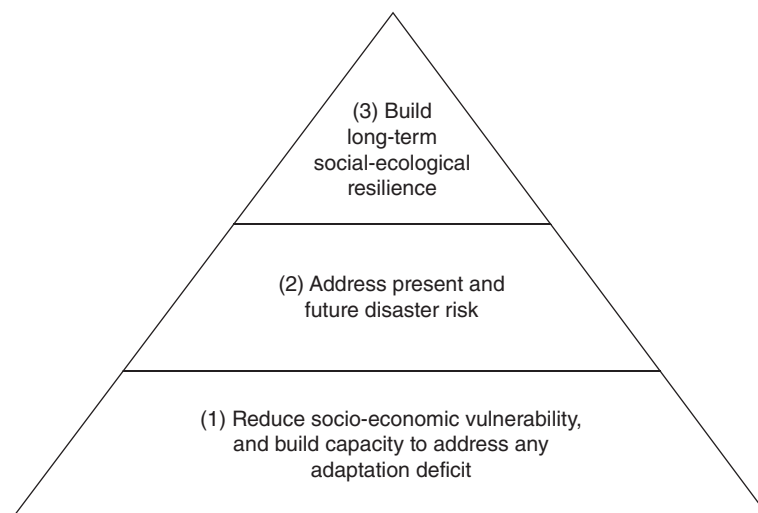 (3) Build
long-term
social-ecological
resilience
(2) Address present and
future disaster risk
(1) Reduce socio-economic vulnerability,
and build capacity to address any
adaptation deficit